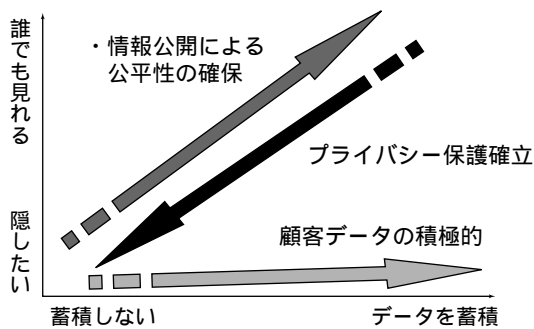 誰でも見れる
・情報公開による
公平性の確保
プライバシー保護確立
隠したい
顧客データの積極的
蓄積しない
データを蓄積